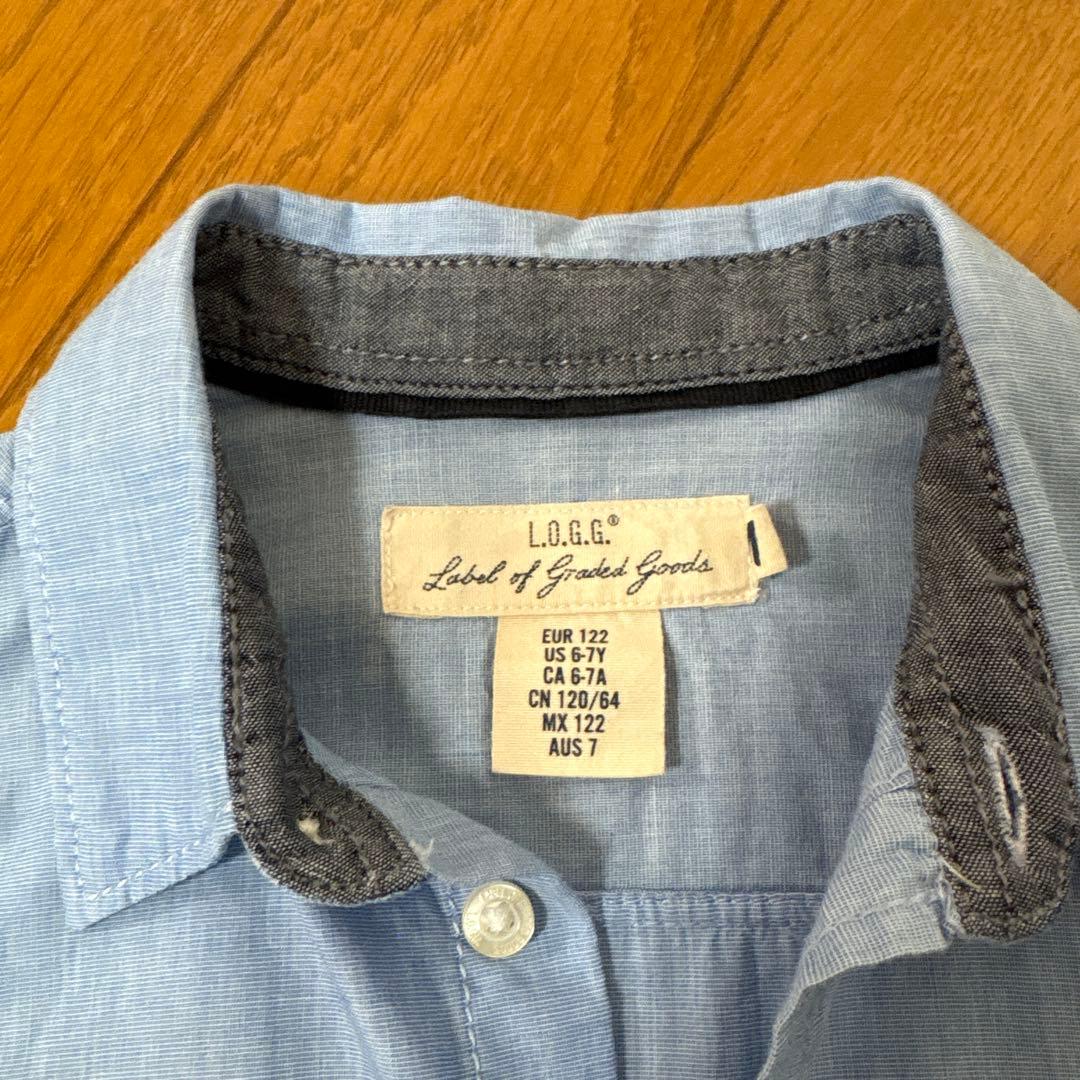 L.O.G.G.®
Label of Graded Goods
EUR 122
US 6-7Y
CA 6-7A
CN 120/64
MX 122
AUS 7